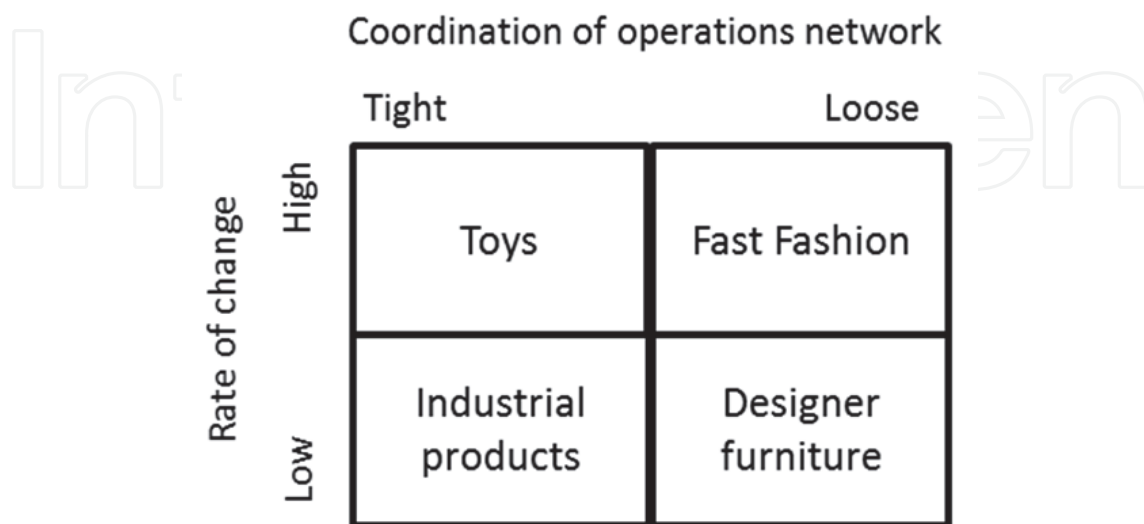 Coordination of operations network
Tight Loose
Rate of change
High
Toys Fast Fashion
Low
Industrial Designer
products furniture